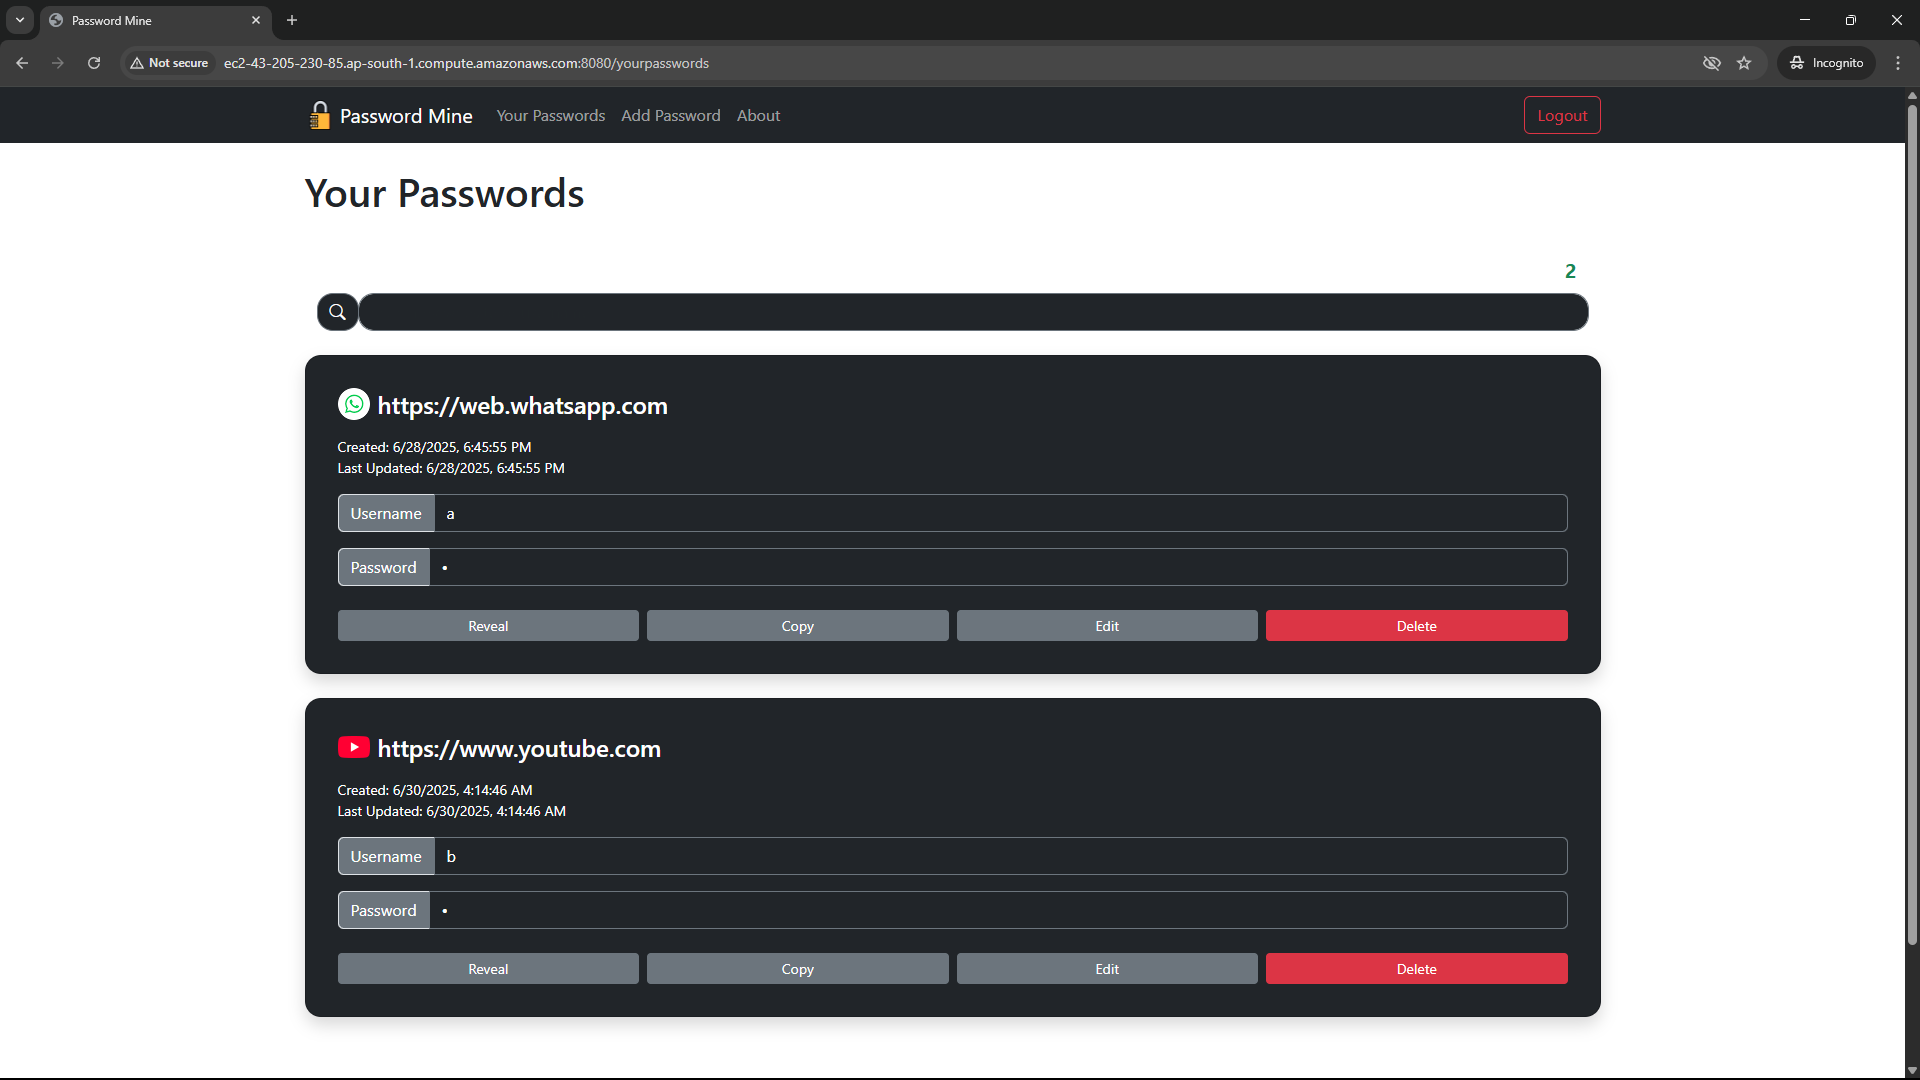 Password Mine
Not secure
ec2-43-205-230-85.ap-south-1.compute.amazonaws.com:8080/yourpasswords
Incognito
Password Mine
Your Passwords
Add Password
About
Logout
Your Passwords
2
https://web.whatsapp.com
Created: 6/28/2025, 6:45:55 PM
Last Updated: 6/28/2025, 6:45:55 PM
Username a
Password •
Reveal
Copy
Edit
Delete
https://www.youtube.com
Created: 6/30/2025, 4:14:46 AM
Last Updated: 6/30/2025, 4:14:46 AM
Username b
Password •
Reveal
Copy
Edit
Delete